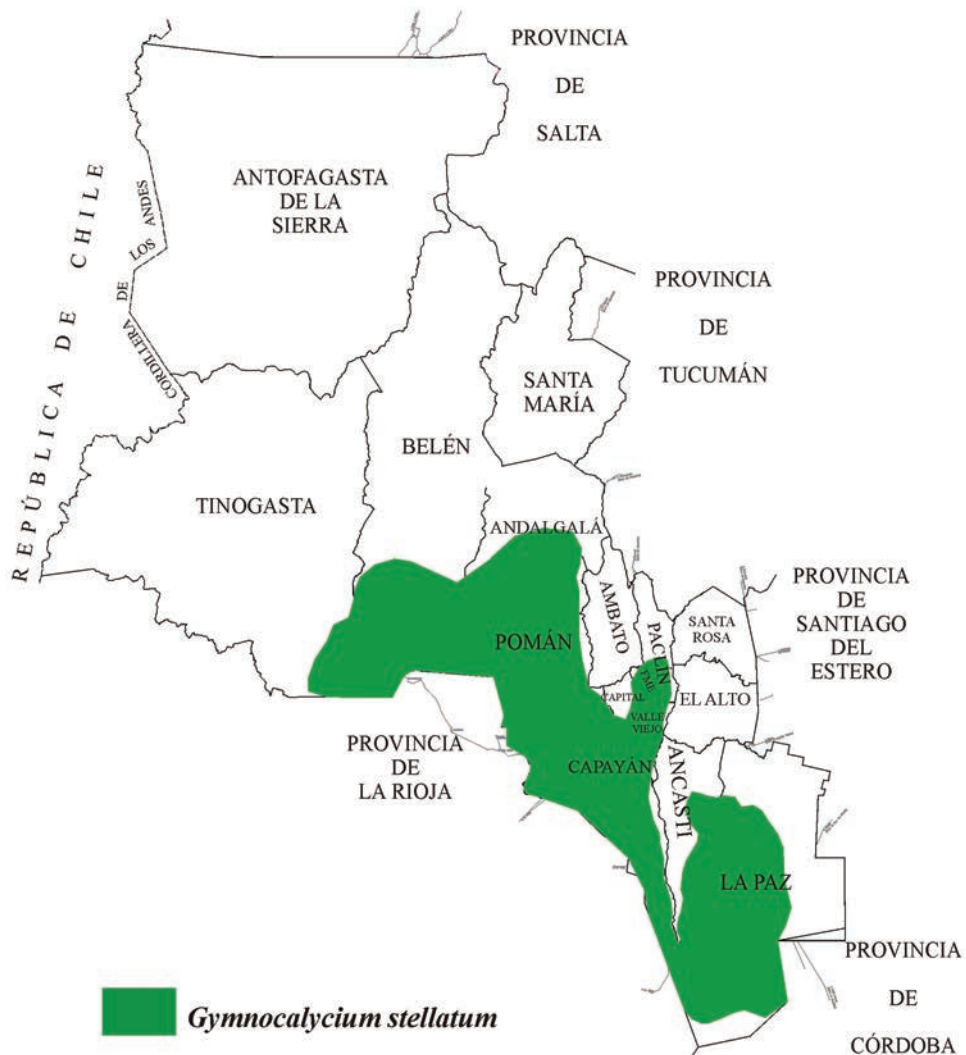 PROVINCIA
DE
SALTA
ANTOFAGASTA
DE LA
SIERRA
REPÚBLICA DE CHILE
CORDILLERA DE LOS ANDES
PROVINCIA
DE
TUCUMÁN
SANTA
MARÍA
BELÉN
TINOGASTA
ANDALGALÁ
PROVINCIA
DE
SANTIAGO
DEL
ESTERO
AMBATO
PACLÍN
SANTA
ROSA
POMÁN
FME
CAPITAL
EL ALTO
VALLE
VIEJO
PROVINCIA
DE
LA RIOJA
CAPAYÁN
ANCASTI
LA PAZ
PROVINCIA
DE
CÓRDOBA
Gymnocalycium stellatum